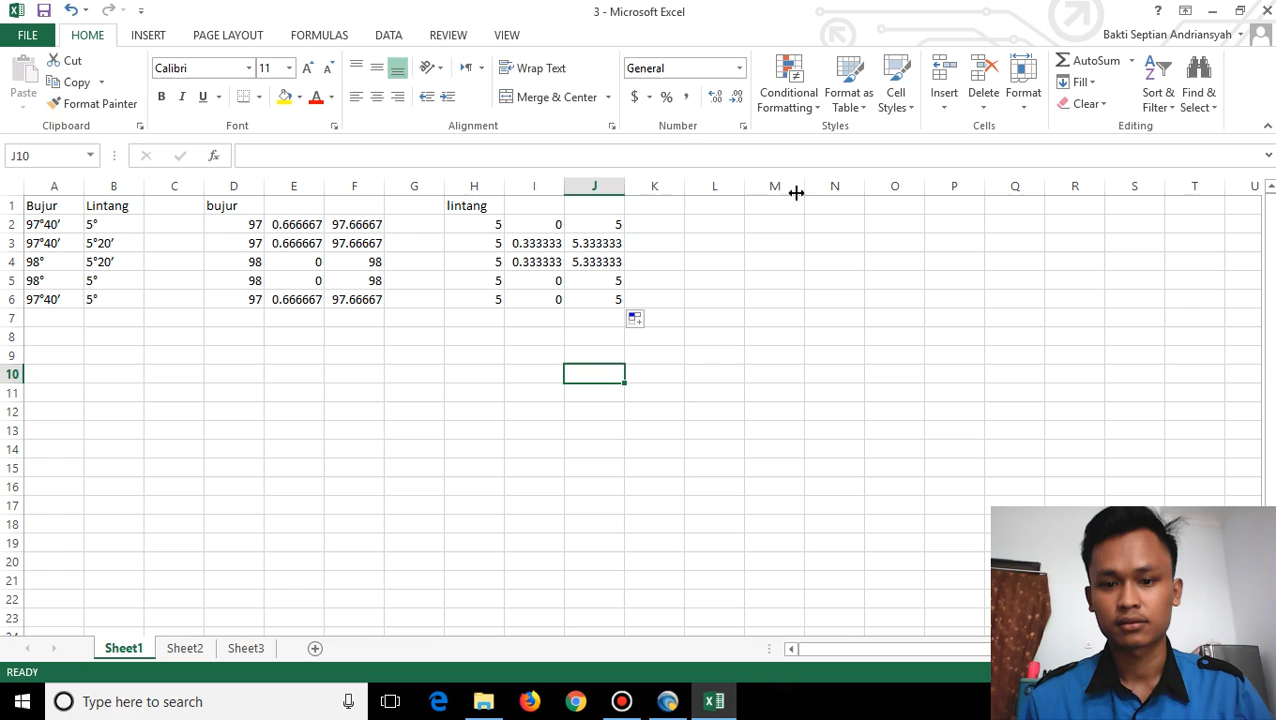 3 - Microsoft Excel
?
FILE HOME INSERT PAGE LAYOUT FORMULAS DATA REVIEW VIEW
Bakti Septian Andriansyah
Paste Cut Copy Format Painter
Clipboard
Calibri 11
B I U A
Font
Wrap Text
Merge & Center
Alignment
General
$ % ,
Number
Conditional Formatting
Format as Table
Cell Styles
Styles
Insert Delete Format
Cells
AutoSum
Fill
Clear
Sort & Filter
Find & Select
Editing
J10 fx
A B C D E F G H I J K L M N O P Q R S T U
1 Bujur Lintang bujur lintang
2 97°40′ 5° 97 0.666667 97.66667 5 0 5
3 97°40′ 5°20′ 97 0.666667 97.66667 5 0.333333 5.333333
4 98° 5°20′ 98 0 98 5 0.333333 5.333333
5 98° 5° 98 0 98 5 0 5
6 97°40′ 5° 97 0.666667 97.66667 5 0 5
7
8
9
10
11
12
13
14
15
16
17
18
19
20
21
22
23
Sheet1 Sheet2 Sheet3
READY
Type here to search